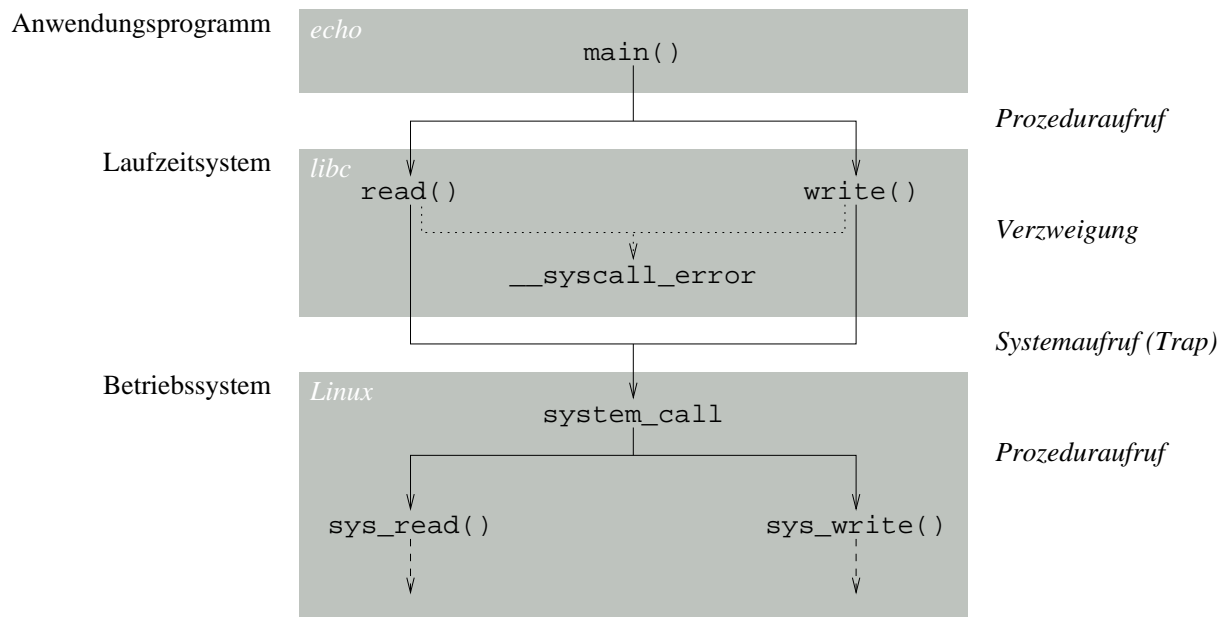 Anwendungsprogramm
echo
main()
Prozeduraufruf
Laufzeitsystem
libc
read()
write()
Verzweigung
__syscall_error
Systemaufruf (Trap)
Betriebssystem
Linux
system_call
Prozeduraufruf
sys_read()
sys_write()